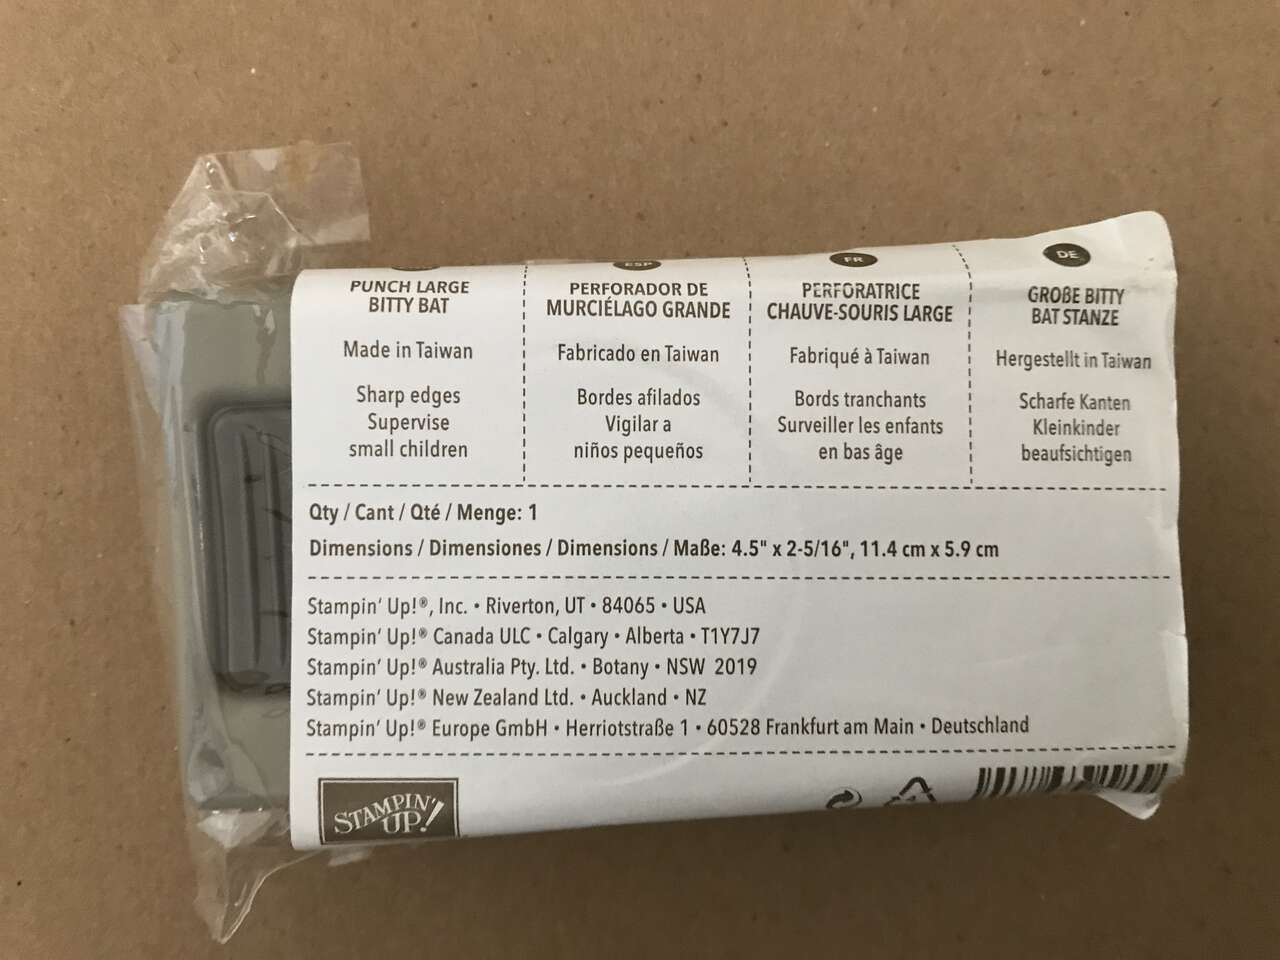 PUNCH LARGE
BITTY BAT
Made in Taiwan
Sharp edges
Supervise
small children
ESP
PERFORADOR DE
MURCIÉLAGO GRANDE
Fabricado en Taiwan
Bordes afilados
Vigilar a
niños pequeños
FR
PERFORATRICE
CHAUVE-SOURIS LARGE
Fabriqué à Taiwan
Bords tranchants
Surveiller les enfants
en bas âge
DE
GROẞE BITTY
BAT STANZE
Hergestellt in Taiwan
Scharfe Kanten
Kleinkinder
beaufsichtigen
Qty / Cant / Qté / Menge: 1
Dimensions / Dimensiones / Dimensions / Maße: 4.5" x 2-5/16", 11.4 cm x 5.9 cm
Stampin' Up!®, Inc. • Riverton, UT • 84065 • USA
Stampin' Up!® Canada ULC • Calgary • Alberta • T1Y7J7
Stampin' Up!® Australia Pty. Ltd. • Botany • NSW 2019
Stampin' Up!® New Zealand Ltd. • Auckland • NZ
Stampin' Up!® Europe GmbH • Herriotstraße 1 • 60528 Frankfurt am Main • Deutschland
STAMPIN'
UP!